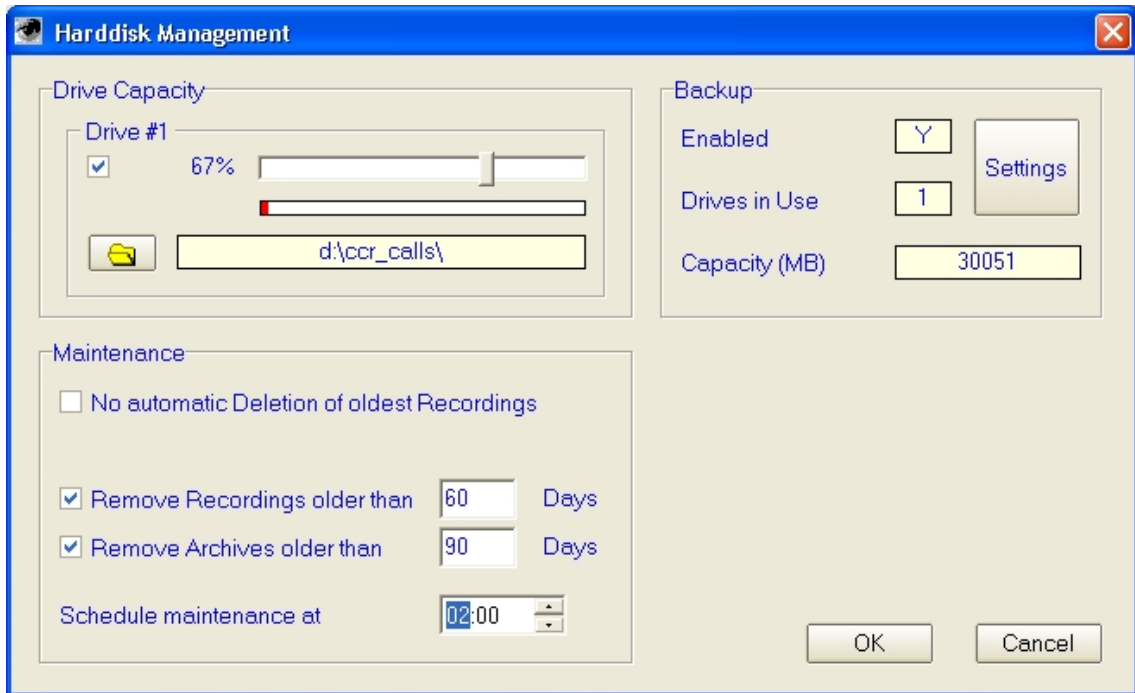 Harddisk Management
Drive Capacity
Drive #1
67%
d:\ccr_calls\
Backup
Enabled Y
Settings
Drives in Use 1
Capacity (MB) 30051
Maintenance
No automatic Deletion of oldest Recordings
Remove Recordings older than 60 Days
Remove Archives older than 90 Days
Schedule maintenance at 02:00
OK Cancel